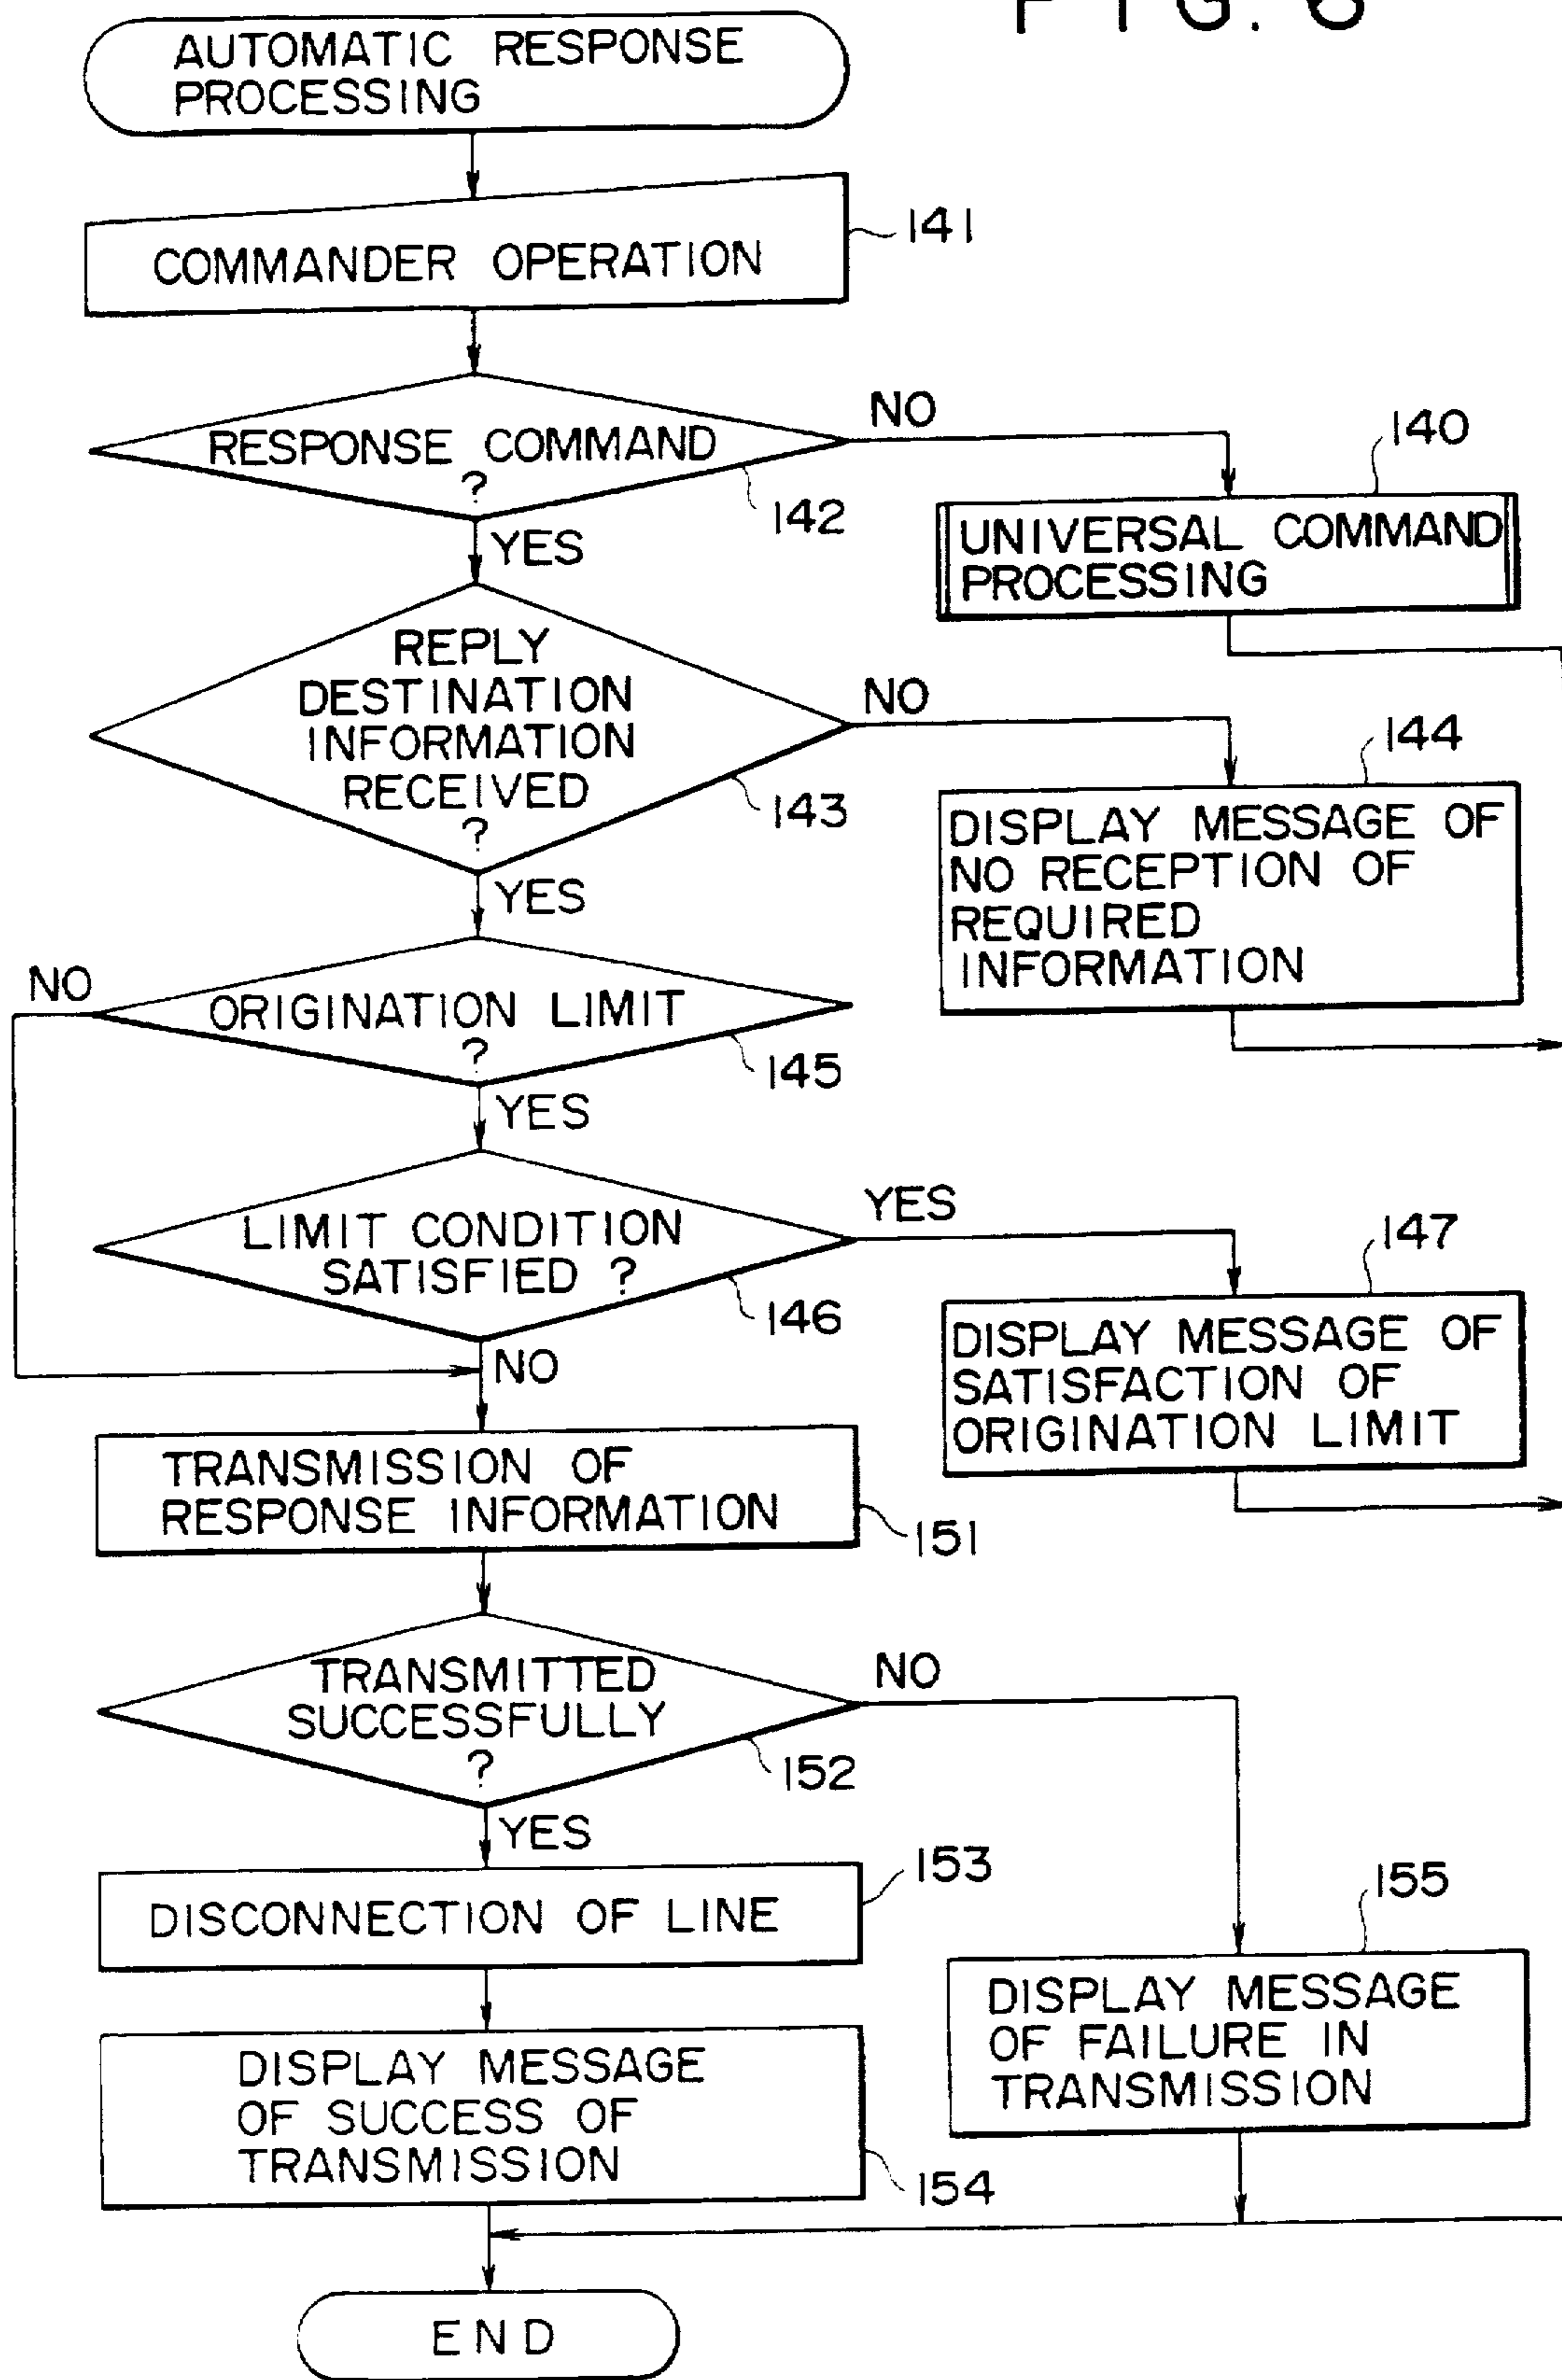 FIG. 6
AUTOMATIC RESPONSE
PROCESSING
COMMANDER OPERATION
141
RESPONSE COMMAND
?
142
NO
YES
140
UNIVERSAL COMMAND
PROCESSING
REPLY
DESTINATION
INFORMATION
RECEIVED
?
143
NO
YES
144
DISPLAY MESSAGE OF
NO RECEPTION OF
REQUIRED
INFORMATION
NO
ORIGINATION LIMIT
?
145
YES
LIMIT CONDITION
SATISFIED ?
146
YES
NO
147
DISPLAY MESSAGE OF
SATISFACTION OF
ORIGINATION LIMIT
TRANSMISSION OF
RESPONSE INFORMATION
151
TRANSMITTED
SUCCESSFULLY
?
152
NO
YES
DISCONNECTION OF LINE
153
155
DISPLAY MESSAGE
OF FAILURE IN
TRANSMISSION
DISPLAY MESSAGE
OF SUCCESS OF
TRANSMISSION
154
END